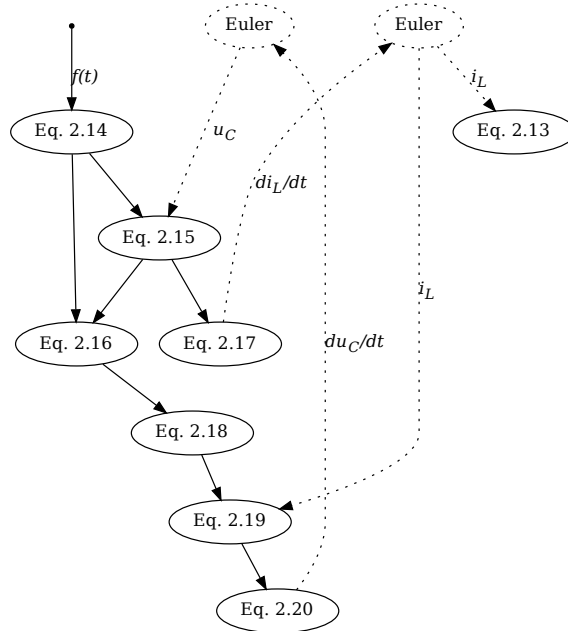 Euler
Euler
f(t)
i_L
Eq. 2.14
u_C
Eq. 2.13
di_L/dt
Eq. 2.15
i_L
Eq. 2.16
Eq. 2.17
du_C/dt
Eq. 2.18
Eq. 2.19
Eq. 2.20